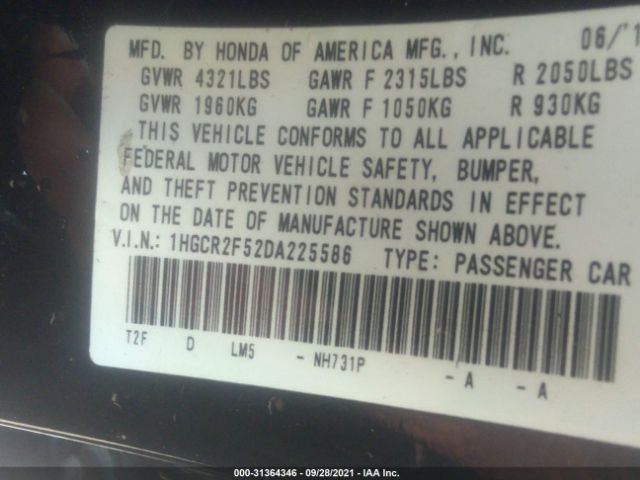 MFD. BY HONDA OF AMERICA MFG., INC. 06/1
GVWR 4321LBS GAWR F 2315LBS R 2050LBS
GVWR 1960KG GAWR F 1050KG R 930KG
THIS VEHICLE CONFORMS TO ALL APPLICABLE
FEDERAL MOTOR VEHICLE SAFETY, BUMPER,
AND THEFT PREVENTION STANDARDS IN EFFECT
ON THE DATE OF MANUFACTURE SHOWN ABOVE.
V.I.N.: 1HGCR2F52DA225586 TYPE: PASSENGER CAR
T2F D LM5 - NH731P - A - A
000-31364346 - 09/28/2021 - IAA Inc.